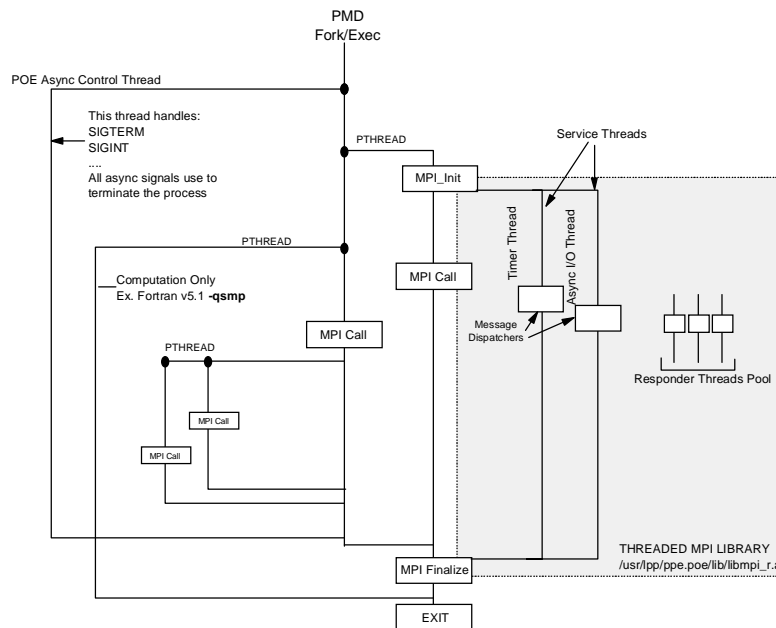 PMD
Fork/Exec
POE Async Control Thread
This thread handles:
SIGTERM
SIGINT
....
All async signals use to
terminate the process
PTHREAD
Service Threads
MPI_Init
PTHREAD
Timer Thread
Async I/O Thread
MPI Call
Computation Only
Ex. Fortran v5.1 -qsmp
MPI Call
Message
Dispatchers
PTHREAD
Responder Threads Pool
MPI Call
MPI Call
THREADED MPI LIBRARY
/usr/lpp/ppe.poe/lib/libmpi_r.a
MPI Finalize
EXIT